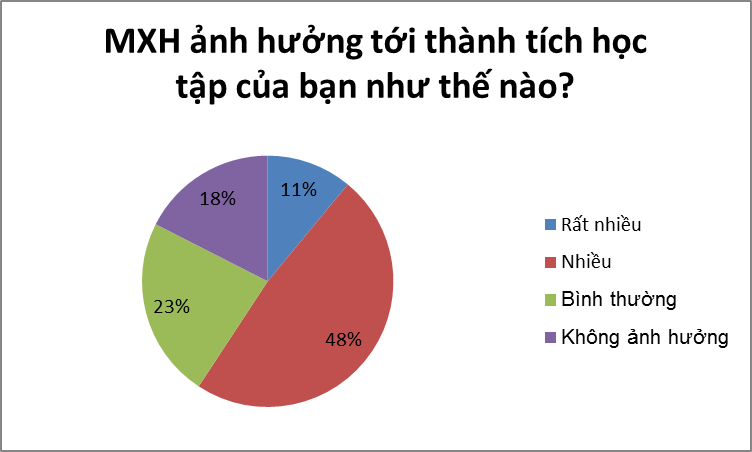 MXH ảnh hưởng tới thành tích học
tập của bạn như thế nào?
11%
18%
23%
48%
Rất nhiều
Nhiều
Bình thường
Không ảnh hưởng